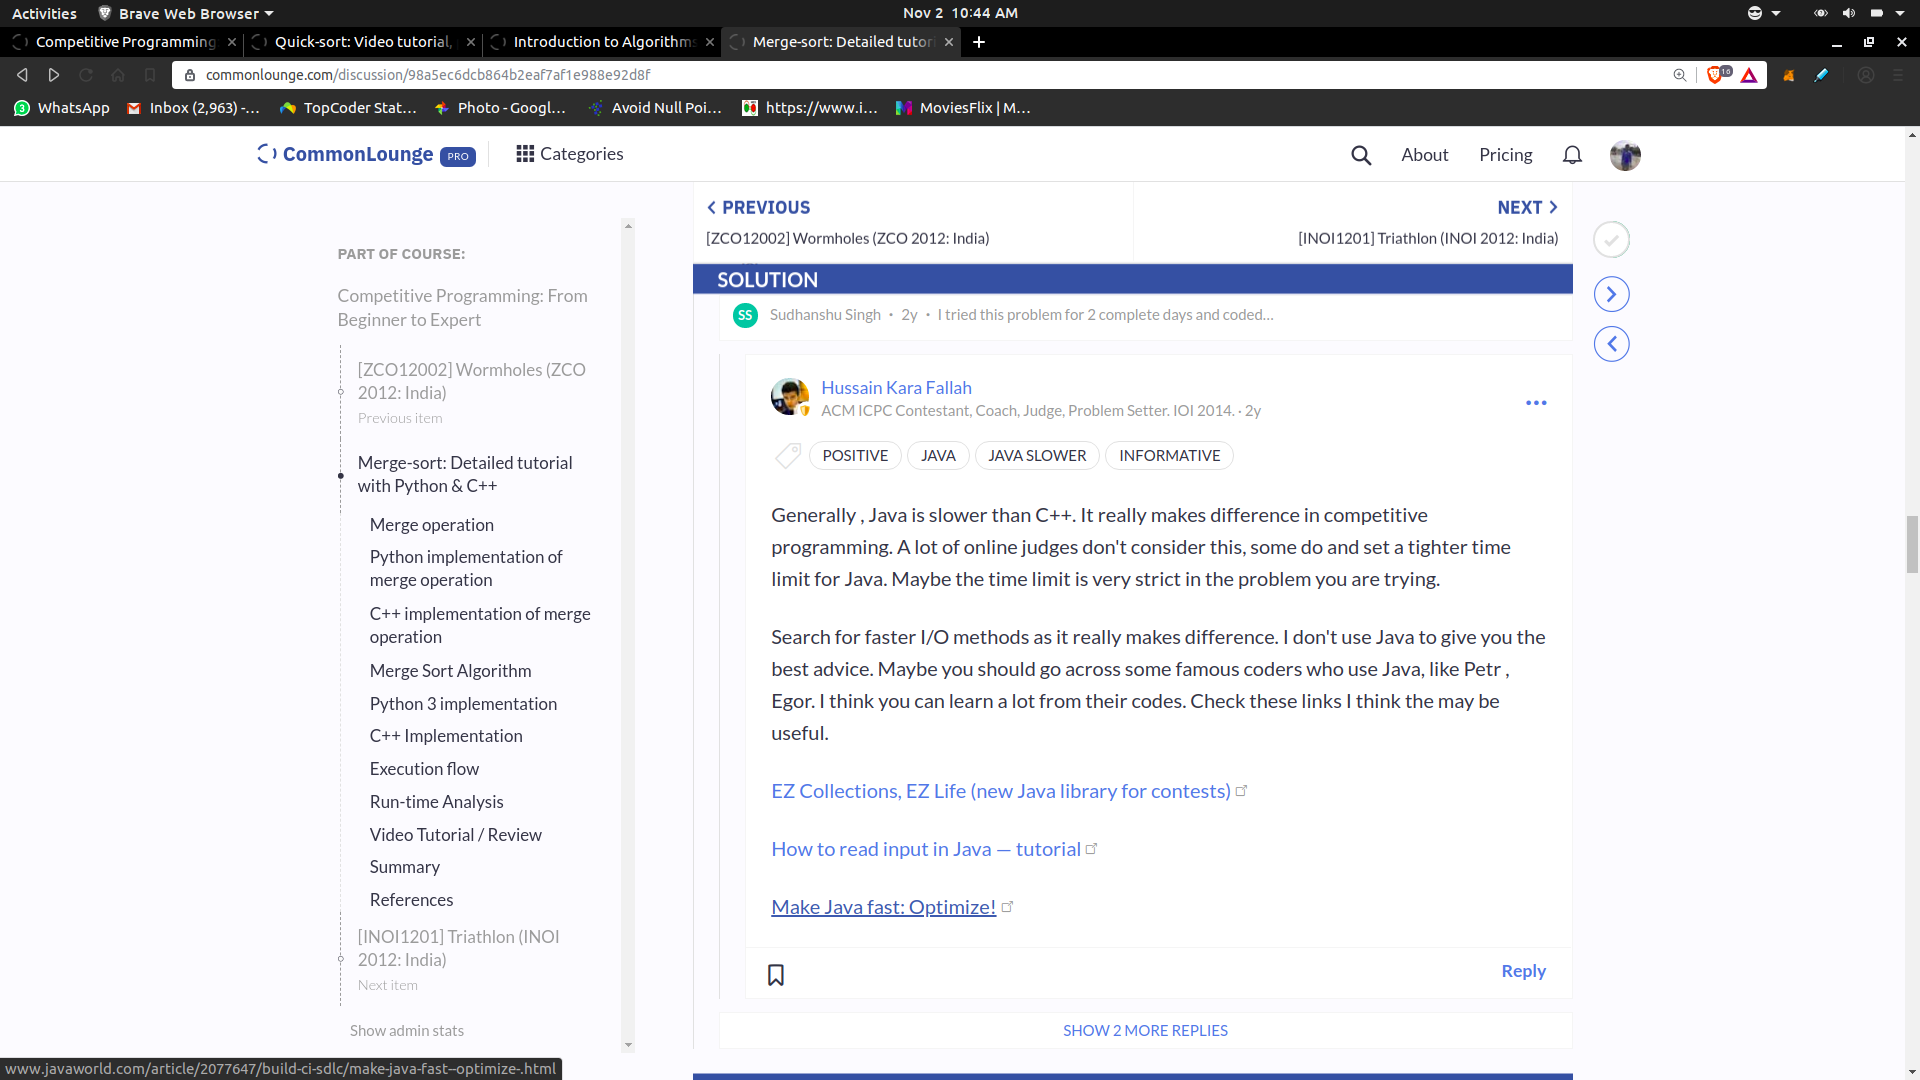 Activities Brave Web Browser Nov 2 10:44 AM
Competitive Programming Quick-sort: Video tutorial, Introduction to Algorithms Merge-sort: Detailed tutori
commonlounge.com/discussion/98a5ec6dcb864b2eaf7af1e988e92d8f 16
3 WhatsApp Inbox (2,963) -... TopCoder Stat... Photo - Googl... Avoid Null Poi... https://www.i... MoviesFlix | M...
CommonLounge PRO Categories About Pricing
PREVIOUS NEXT
[ZCO12002] Wormholes (ZCO 2012: India) [INOI1201] Triathlon (INOI 2012: India)
PART OF COURSE:
Competitive Programming: From
Beginner to Expert
[ZCO12002] Wormholes (ZCO
2012: India)
Previous item
Merge-sort: Detailed tutorial
with Python & C++
Merge operation
Python implementation of
merge operation
C++ implementation of merge
operation
Merge Sort Algorithm
Python 3 implementation
C++ Implementation
Execution flow
Run-time Analysis
Video Tutorial / Review
Summary
References
[INOI1201] Triathlon (INOI
2012: India)
Next item
Show admin stats
SOLUTION
SS Sudhanshu Singh · 2y · I tried this problem for 2 complete days and coded...
Hussain Kara Fallah
ACM ICPC Contestant, Coach, Judge, Problem Setter. IOI 2014. · 2y
POSITIVE JAVA JAVA SLOWER INFORMATIVE
Generally , Java is slower than C++. It really makes difference in competitive
programming. A lot of online judges don't consider this, some do and set a tighter time
limit for Java. Maybe the time limit is very strict in the problem you are trying.
Search for faster I/O methods as it really makes difference. I don't use Java to give you the
best advice. Maybe you should go across some famous coders who use Java, like Petr ,
Egor. I think you can learn a lot from their codes. Check these links I think the may be
useful.
EZ Collections, EZ Life (new Java library for contests)
How to read input in Java — tutorial
Make Java fast: Optimize!
Reply
SHOW 2 MORE REPLIES
www.javaworld.com/article/2077647/build-ci-sdlc/make-java-fast--optimize-.html